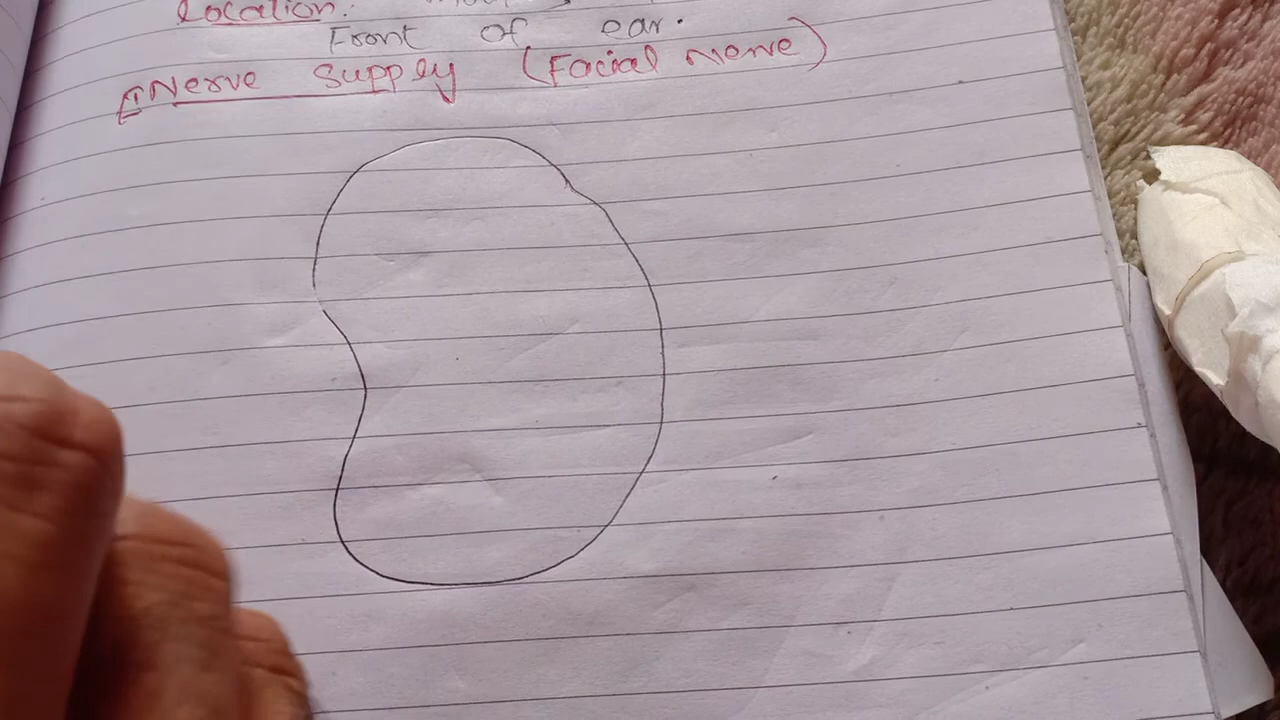 Location:
Front of ear.
Nerve supply (Facial nerve)